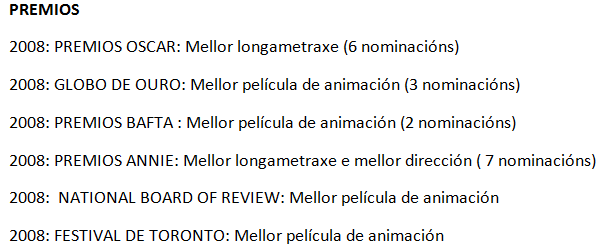 PREMIOS
2008: PREMIOS OSCAR: Mellor longametraxe (6 nominacións)
2008: GLOBO DE OURO: Mellor película de animación (3 nominacións)
2008: PREMIOS BAFTA : Mellor película de animación (2 nominacións)
2008: PREMIOS ANNIE: Mellor longametraxe e mellor dirección ( 7 nominacións)
2008:  NATIONAL BOARD OF REVIEW: Mellor película de animación
2008: FESTIVAL DE TORONTO: Mellor película de animación